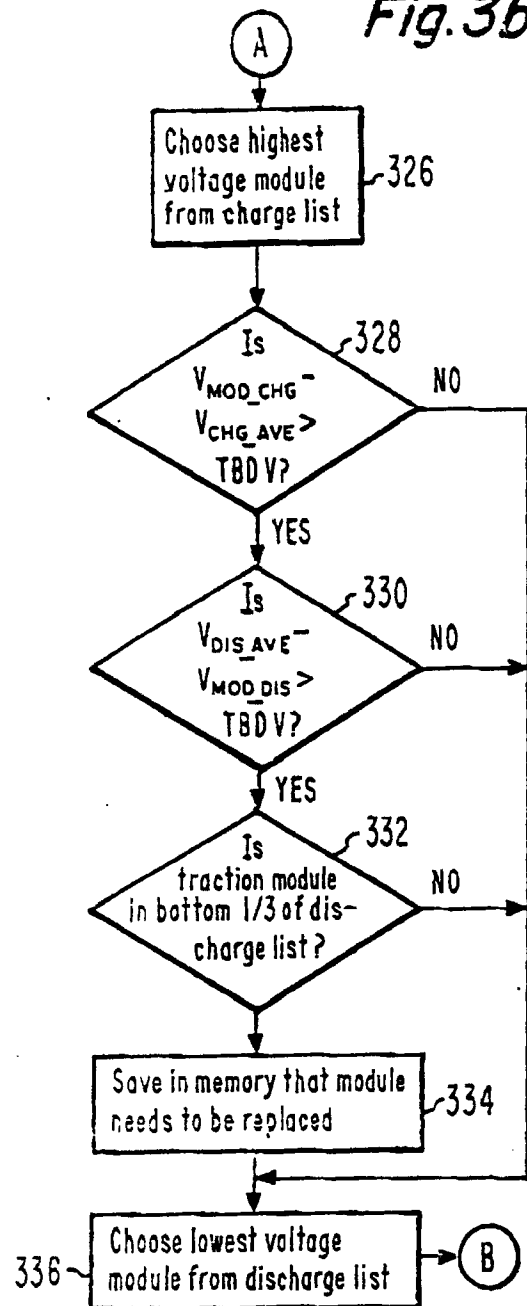 Fig. 3b
A
Choose highest
voltage module
from charge list
326
Is
V_MOD_CHG -
V_CHG_AVE >
TBD V?
328
NO
YES
Is
V_DIS_AVE -
V_MOD_DIS >
TBD V?
330
NO
YES
Is
traction module
in bottom 1/3 of dis-
charge list?
332
NO
Save in memory that module
needs to be replaced
334
Choose lowest voltage
module from discharge list
336
B